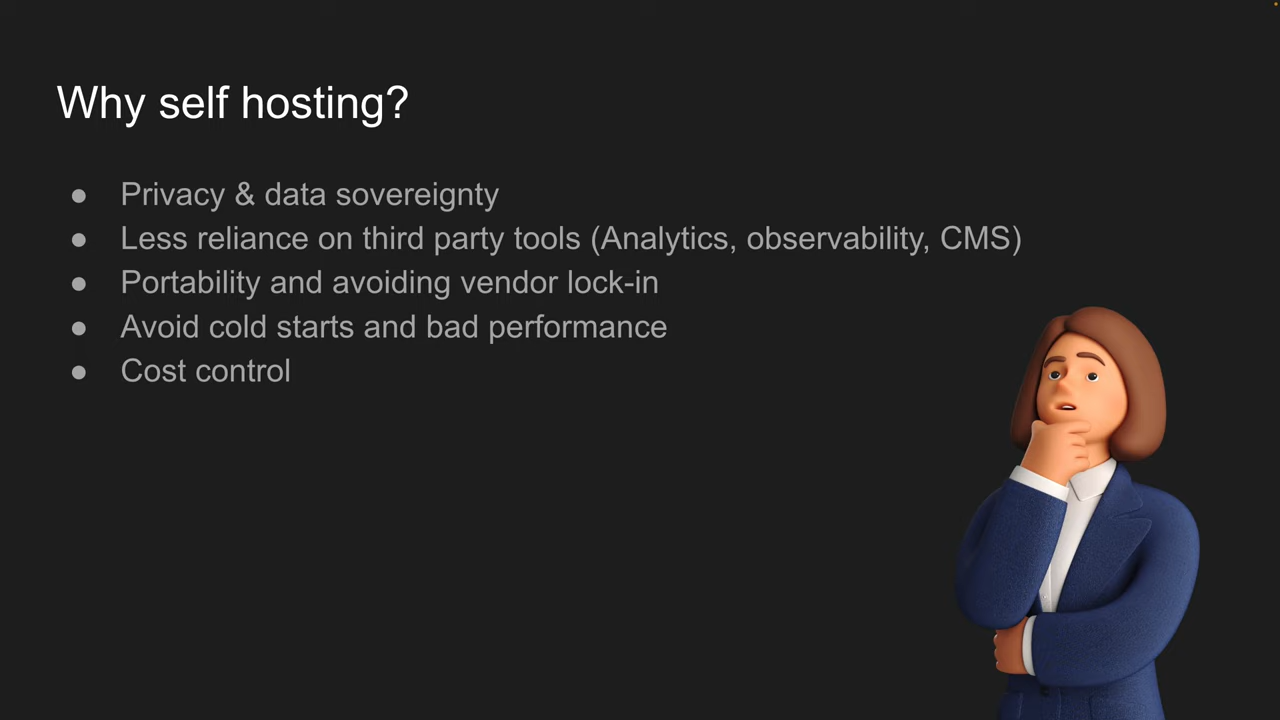 Why self hosting?
● Privacy & data sovereignty
● Less reliance on third party tools (Analytics, observability, CMS)
● Portability and avoiding vendor lock-in
● Avoid cold starts and bad performance
● Cost control